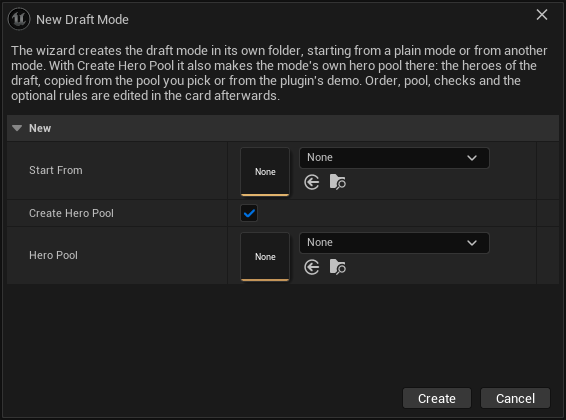 New Draft Mode
The wizard creates the draft mode in its own folder, starting from a plain mode or from another
mode. With Create Hero Pool it also makes the mode's own hero pool there: the heroes of the
draft, copied from the pool you pick or from the plugin's demo. Order, pool, checks and the
optional rules are edited in the card afterwards.
New
Start From
None
None
Create Hero Pool
Hero Pool
None
None
Create
Cancel